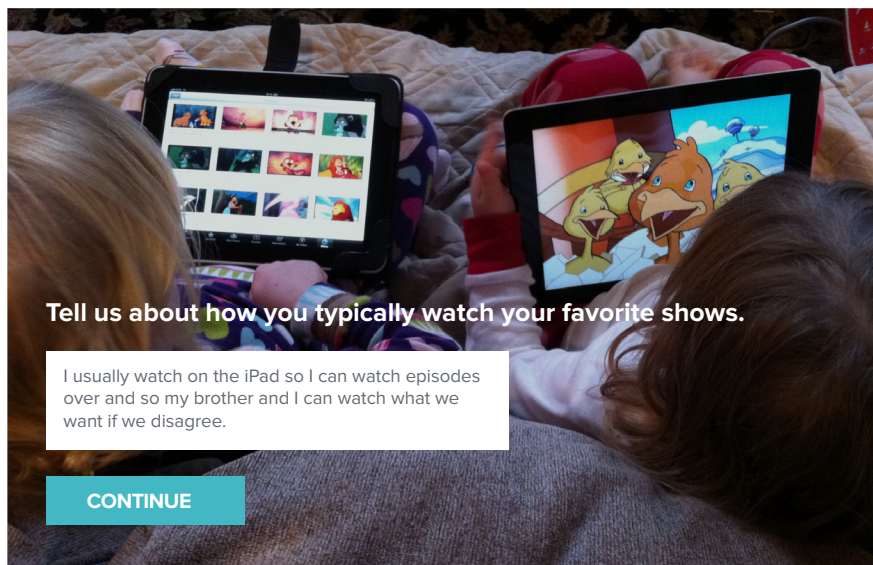 Tell us about how you typically watch your favorite shows.
I usually watch on the iPad so I can watch episodes
over and so my brother and I can watch what we
want if we disagree.
CONTINUE